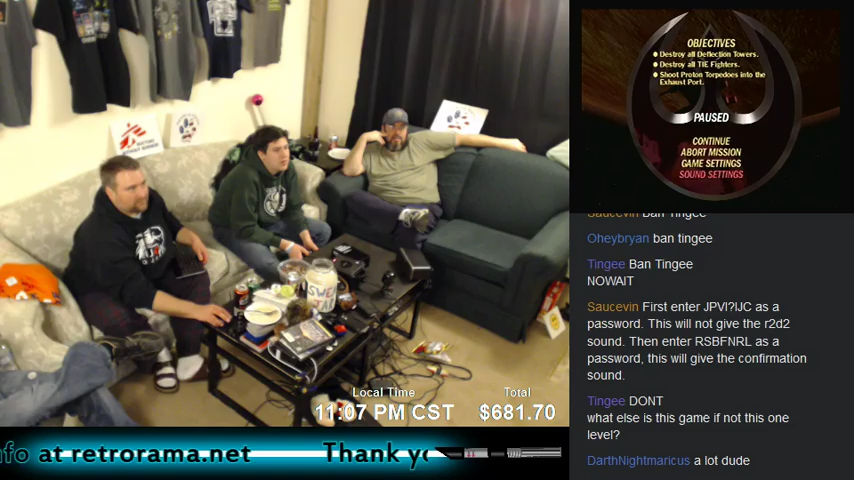 OBJECTIVES
Destroy all Deflection Towers.
Destroy all TIE Fighters.
Shoot Proton Torpedoes into the
Exhaust Port.
PAUSED
CONTINUE
ABORT MISSION
GAME SETTINGS
SOUND SETTINGS
Saucevin Ban Tingee
Oheybryan ban tingee
Tingee Ban Tingee
NOWAIT
Saucevin First enter JPVI?IJC as a
password. This will not give the r2d2
sound. Then enter RSBFNRL as a
password, this will give the confirmation
sound.
Tingee DONT
what else is this game if not this one
level?
DarthNightmaricus a lot dude
Local Time
Total
11:07 PM CST
$681.70
nfo at retrorama.net
Thank yo